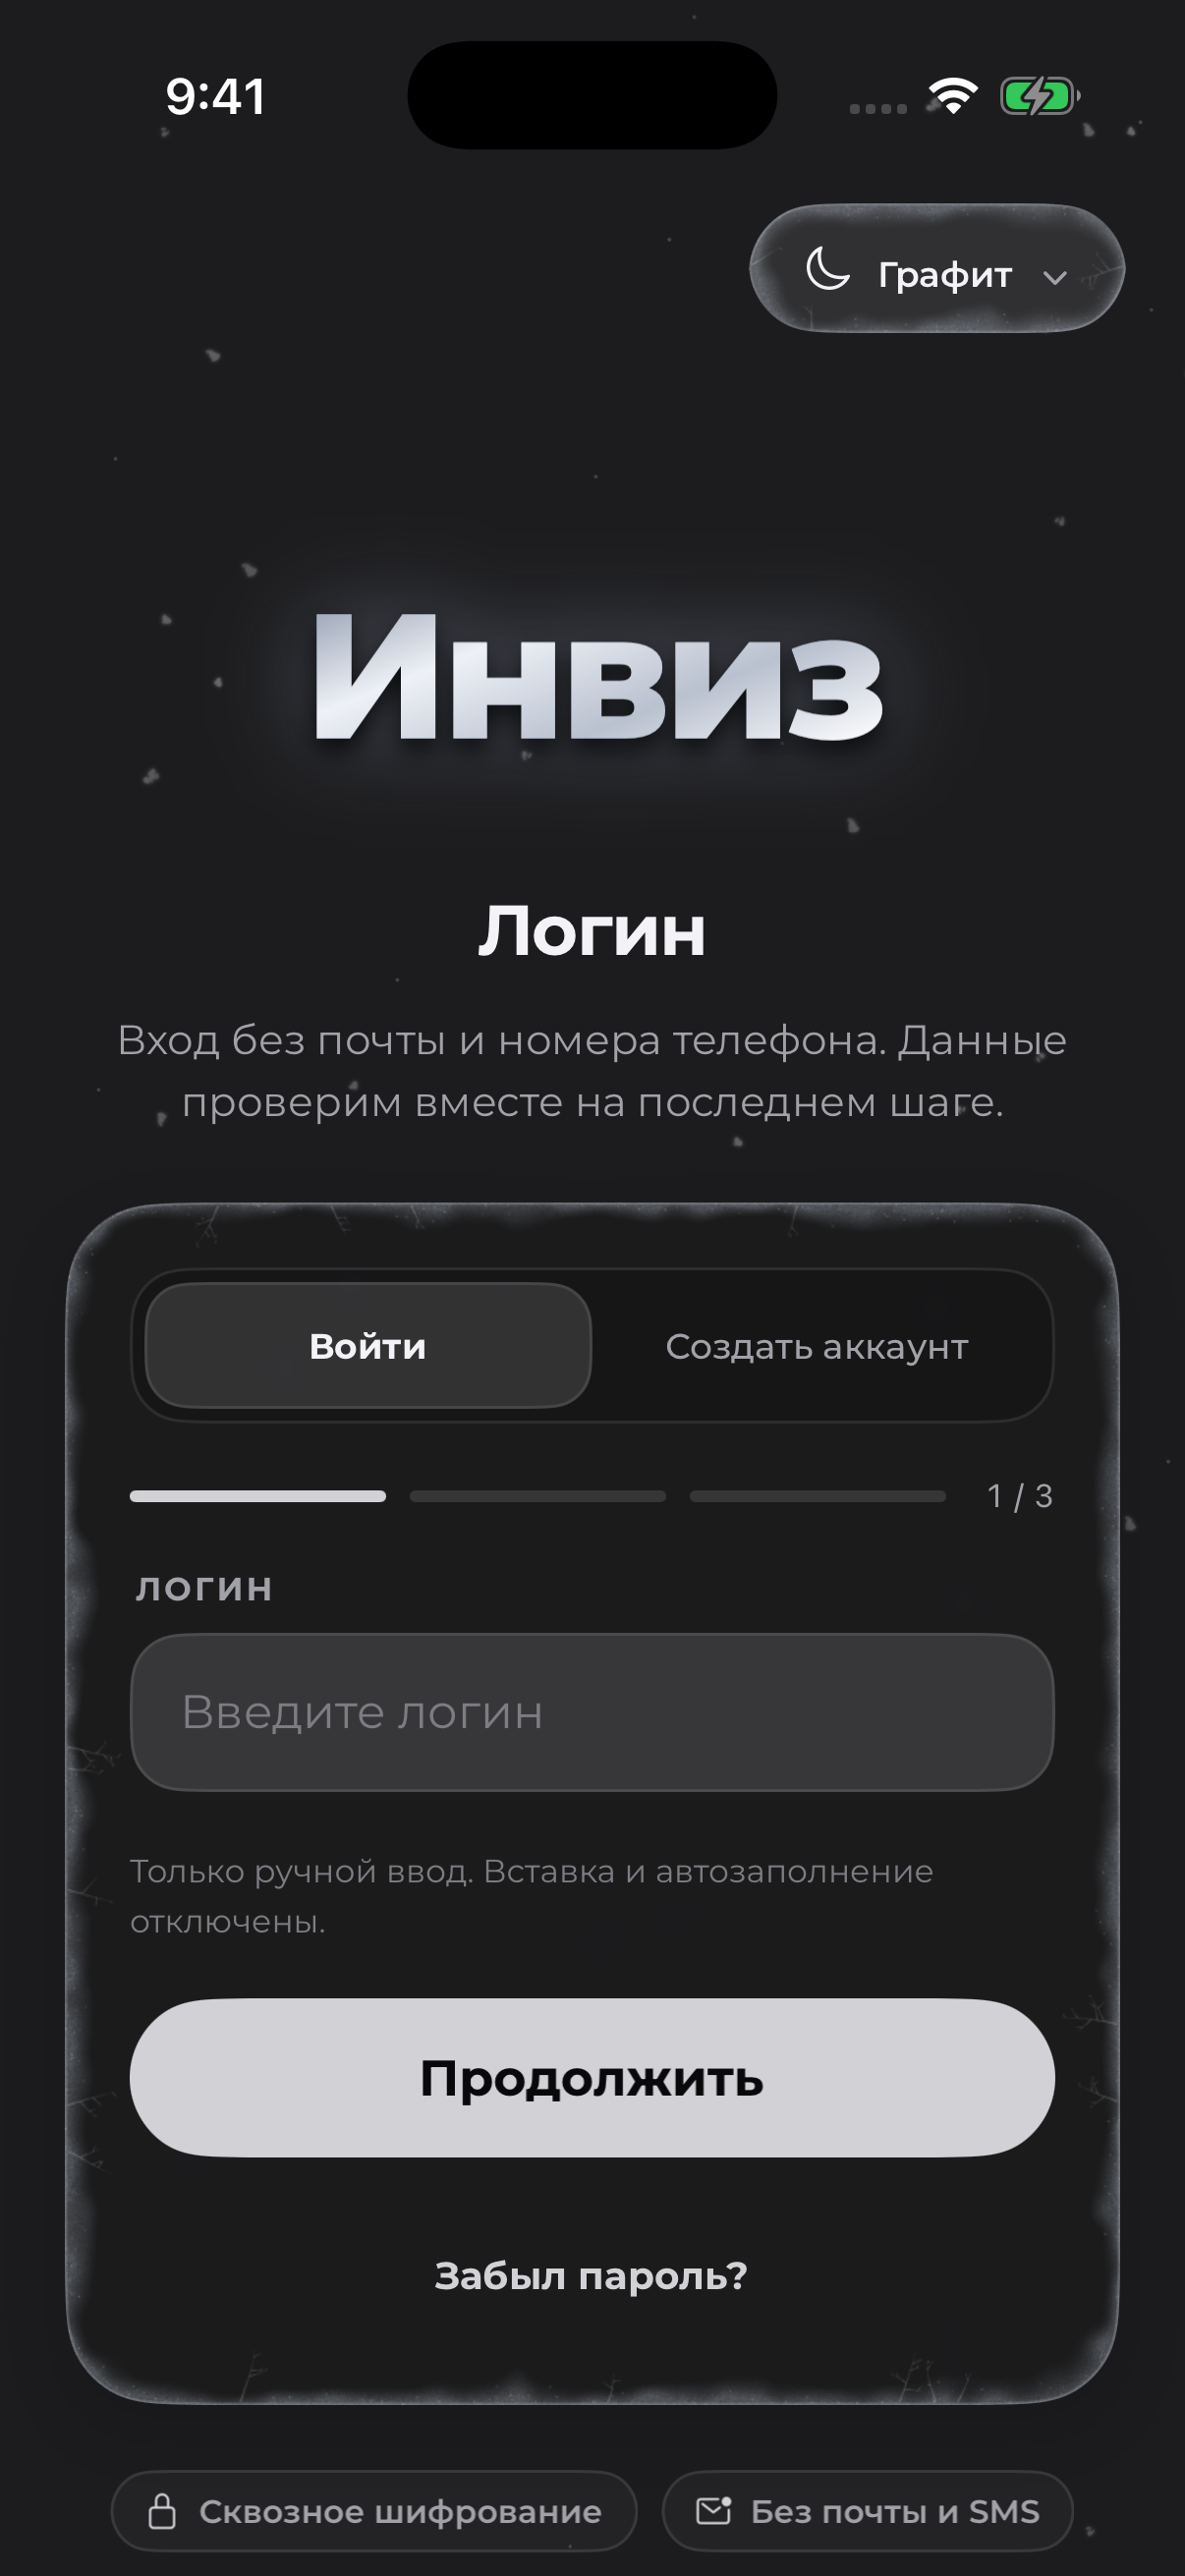 9:41
Графит
Инвиз
Логин
Вход без почты и номера телефона. Данные
проверим вместе на последнем шаге.
Войти
Создать аккаунт
1 / 3
ЛОГИН
Введите логин
Только ручной ввод. Вставка и автозаполнение
отключены.
Продолжить
Забыл пароль?
Сквозное шифрование
Без почты и SMS